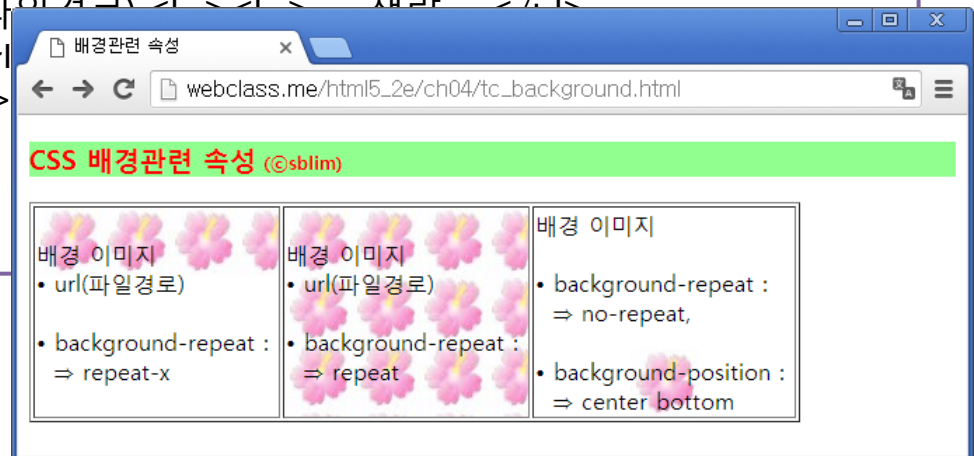 배경관련 속성
webclass.me/html5_2e/ch04/tc_background.html
CSS 배경관련 속성 (ⓒsblim)
배경 이미지
• url(파일경로)
• background-repeat :
⇒ repeat-x
배경 이미지
• url(파일경로)
• background-repeat :
⇒ repeat
배경 이미지
• background-repeat :
⇒ no-repeat,
• background-position :
⇒ center bottom